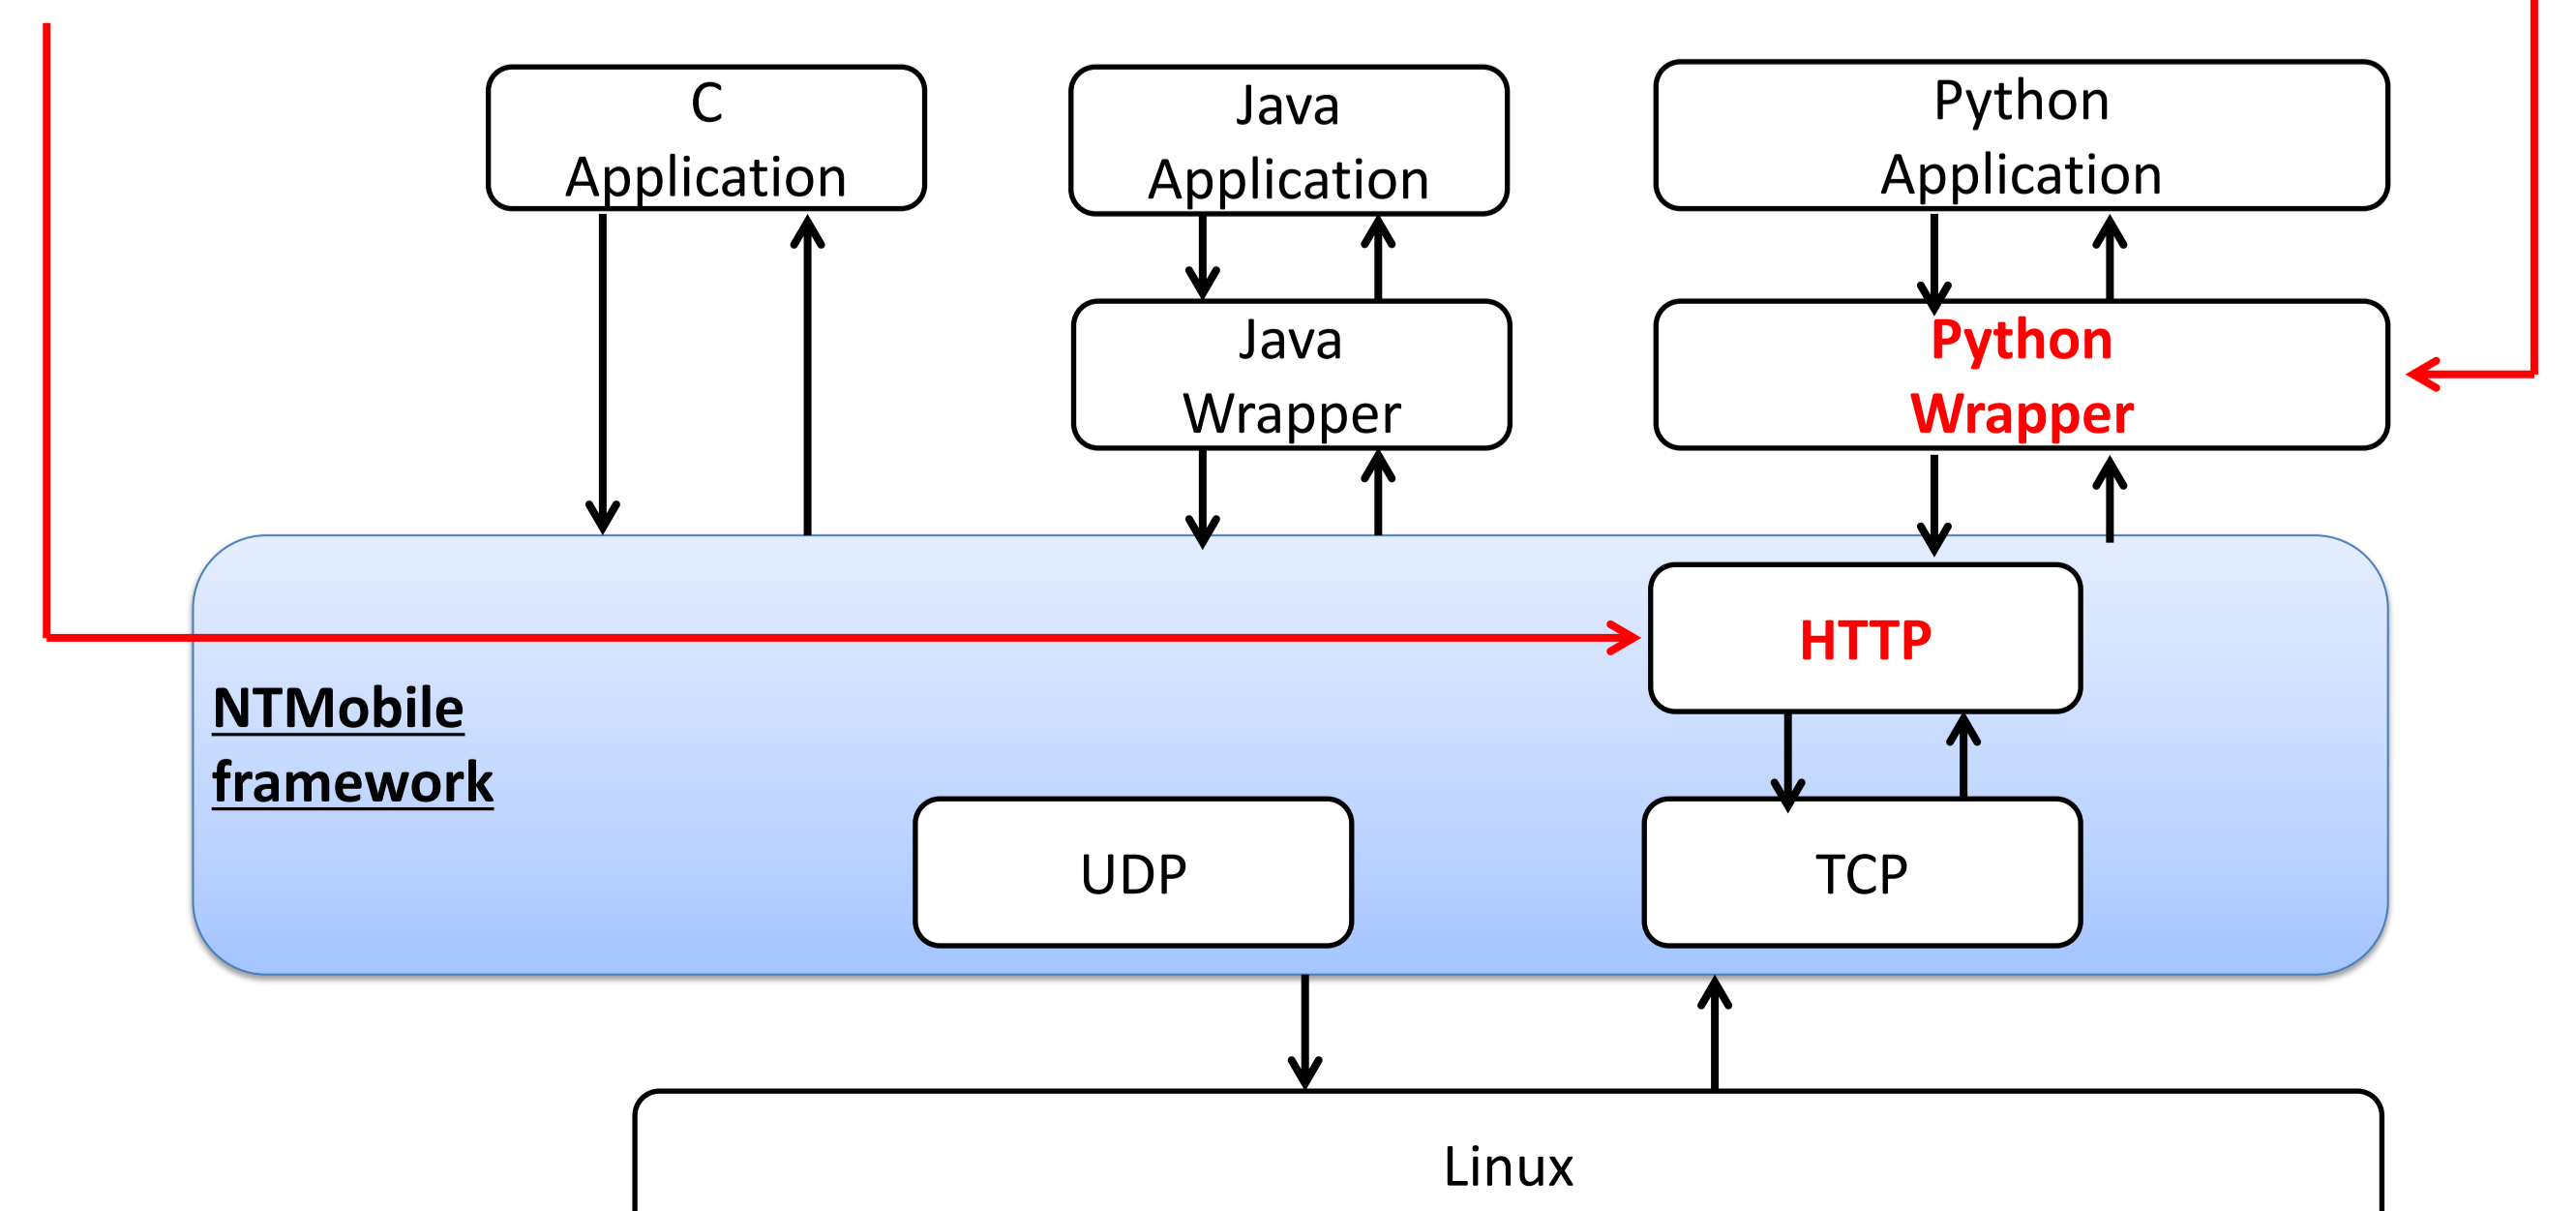 C
Application
Java
Application
Python
Application
Java
Wrapper
Python
Wrapper
HTTP
NTMobile
framework
UDP
TCP
Linux